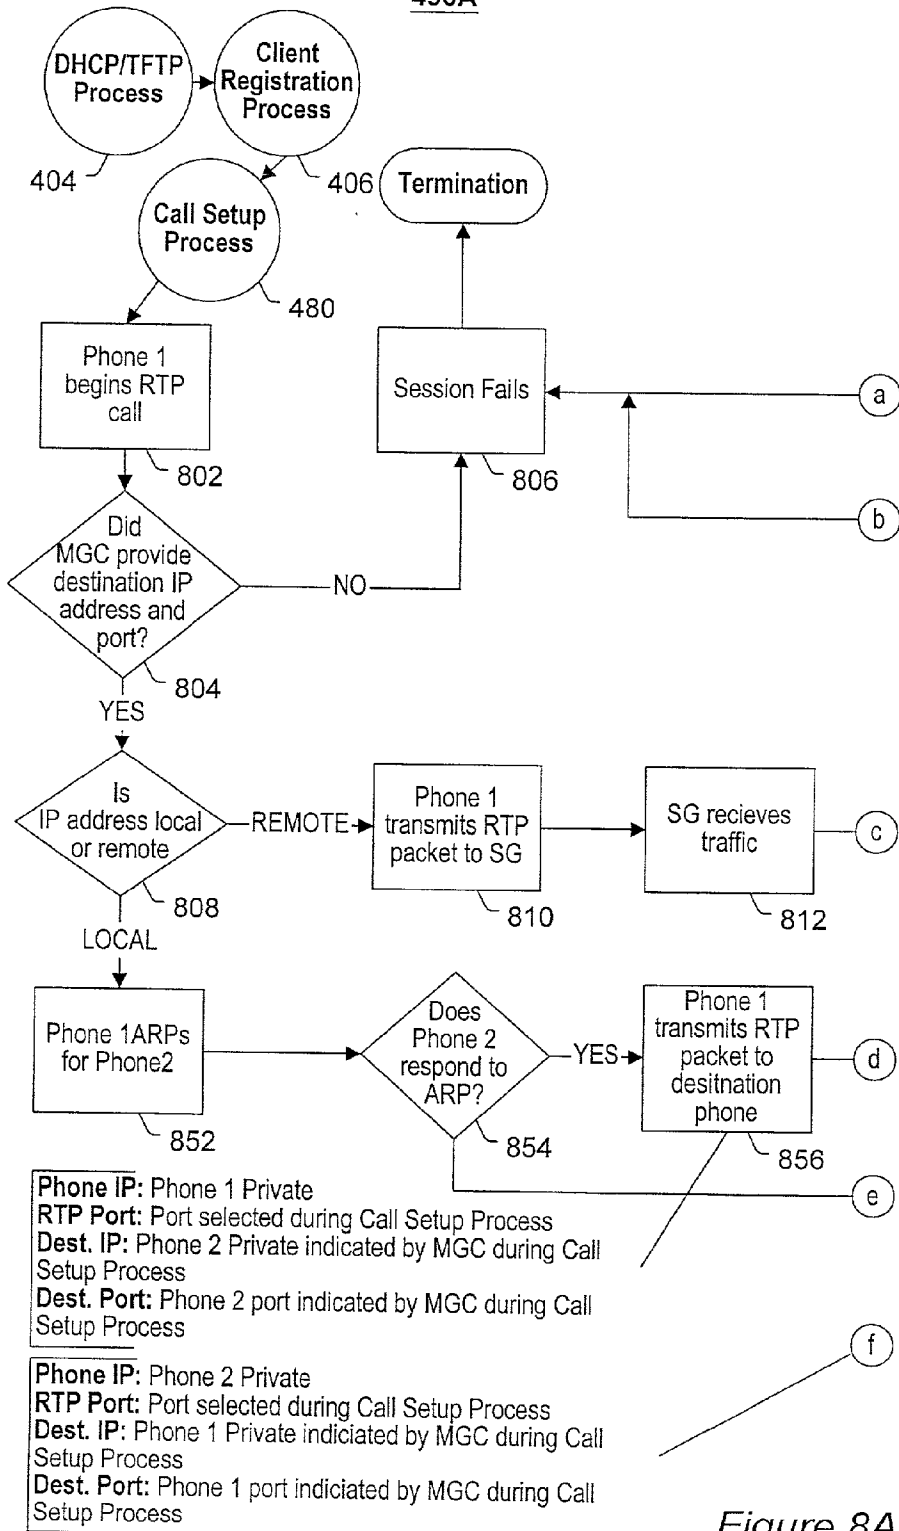 490A
DHCP/TFTP
Process
Client
Registration
Process
404
406
Termination
Call Setup
Process
480
Phone 1
begins RTP
call
802
Session Fails
806
a
b
Did
MGC provide
destination IP
address and
port?
NO
804
YES
Is
IP address local
or remote
REMOTE
808
Phone 1
transmits RTP
packet to SG
810
SG recieves
traffic
812
c
LOCAL
Phone 1ARPs
for Phone2
852
Does
Phone 2
respond to
ARP?
YES
854
Phone 1
transmits RTP
packet to
desitnation
phone
856
d
e
Phone IP: Phone 1 Private
RTP Port: Port selected during Call Setup Process
Dest. IP: Phone 2 Private indicated by MGC during Call
Setup Process
Dest. Port: Phone 2 port indicated by MGC during Call
Setup Process
f
Phone IP: Phone 2 Private
RTP Port: Port selected during Call Setup Process
Dest. IP: Phone 1 Private indiciated by MGC during Call
Setup Process
Dest. Port: Phone 1 port indiciated by MGC during Call
Setup Process
Figure 8A